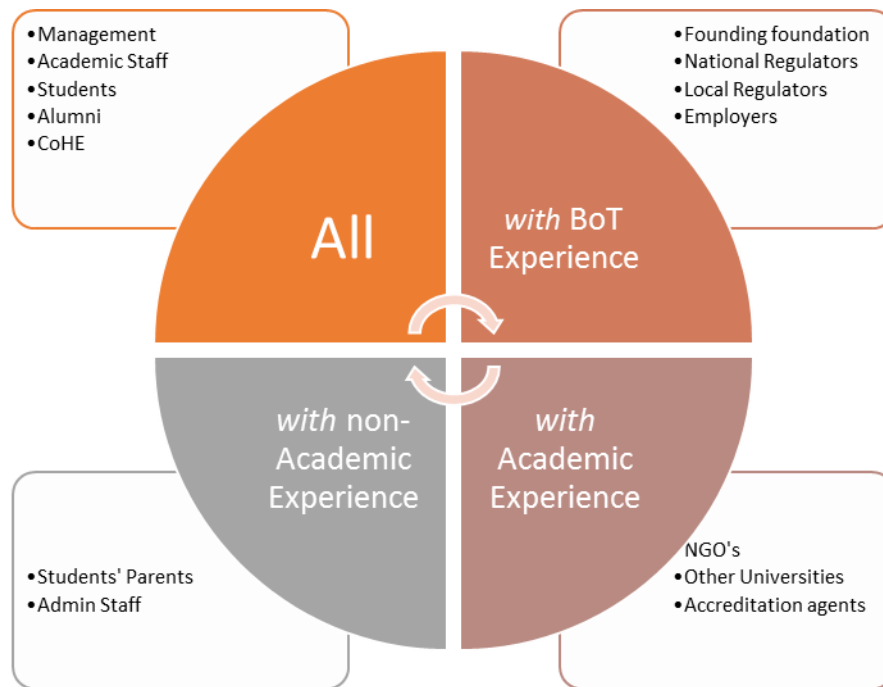 •Management
•Academic Staff
•Students
•Alumni
•CoHE
•Founding foundation
•National Regulators
•Local Regulators
•Employers
All
with BoT
Experience
with non-
Academic
Experience
with
Academic
Experience
•Students' Parents
•Admin Staff
NGO's
•Other Universities
•Accreditation agents